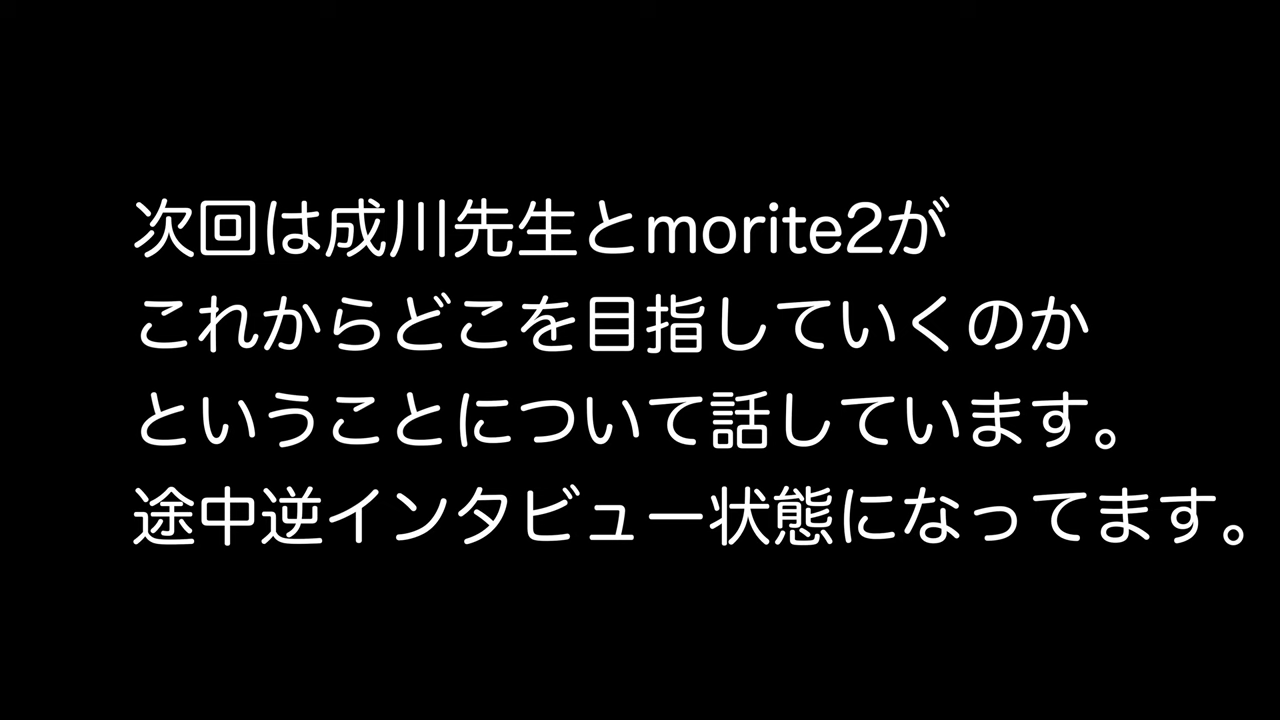 次回は成川先生とmorite2が
これからどこを目指していくのか
ということについて話しています。
途中逆インタビュー状態になってます。